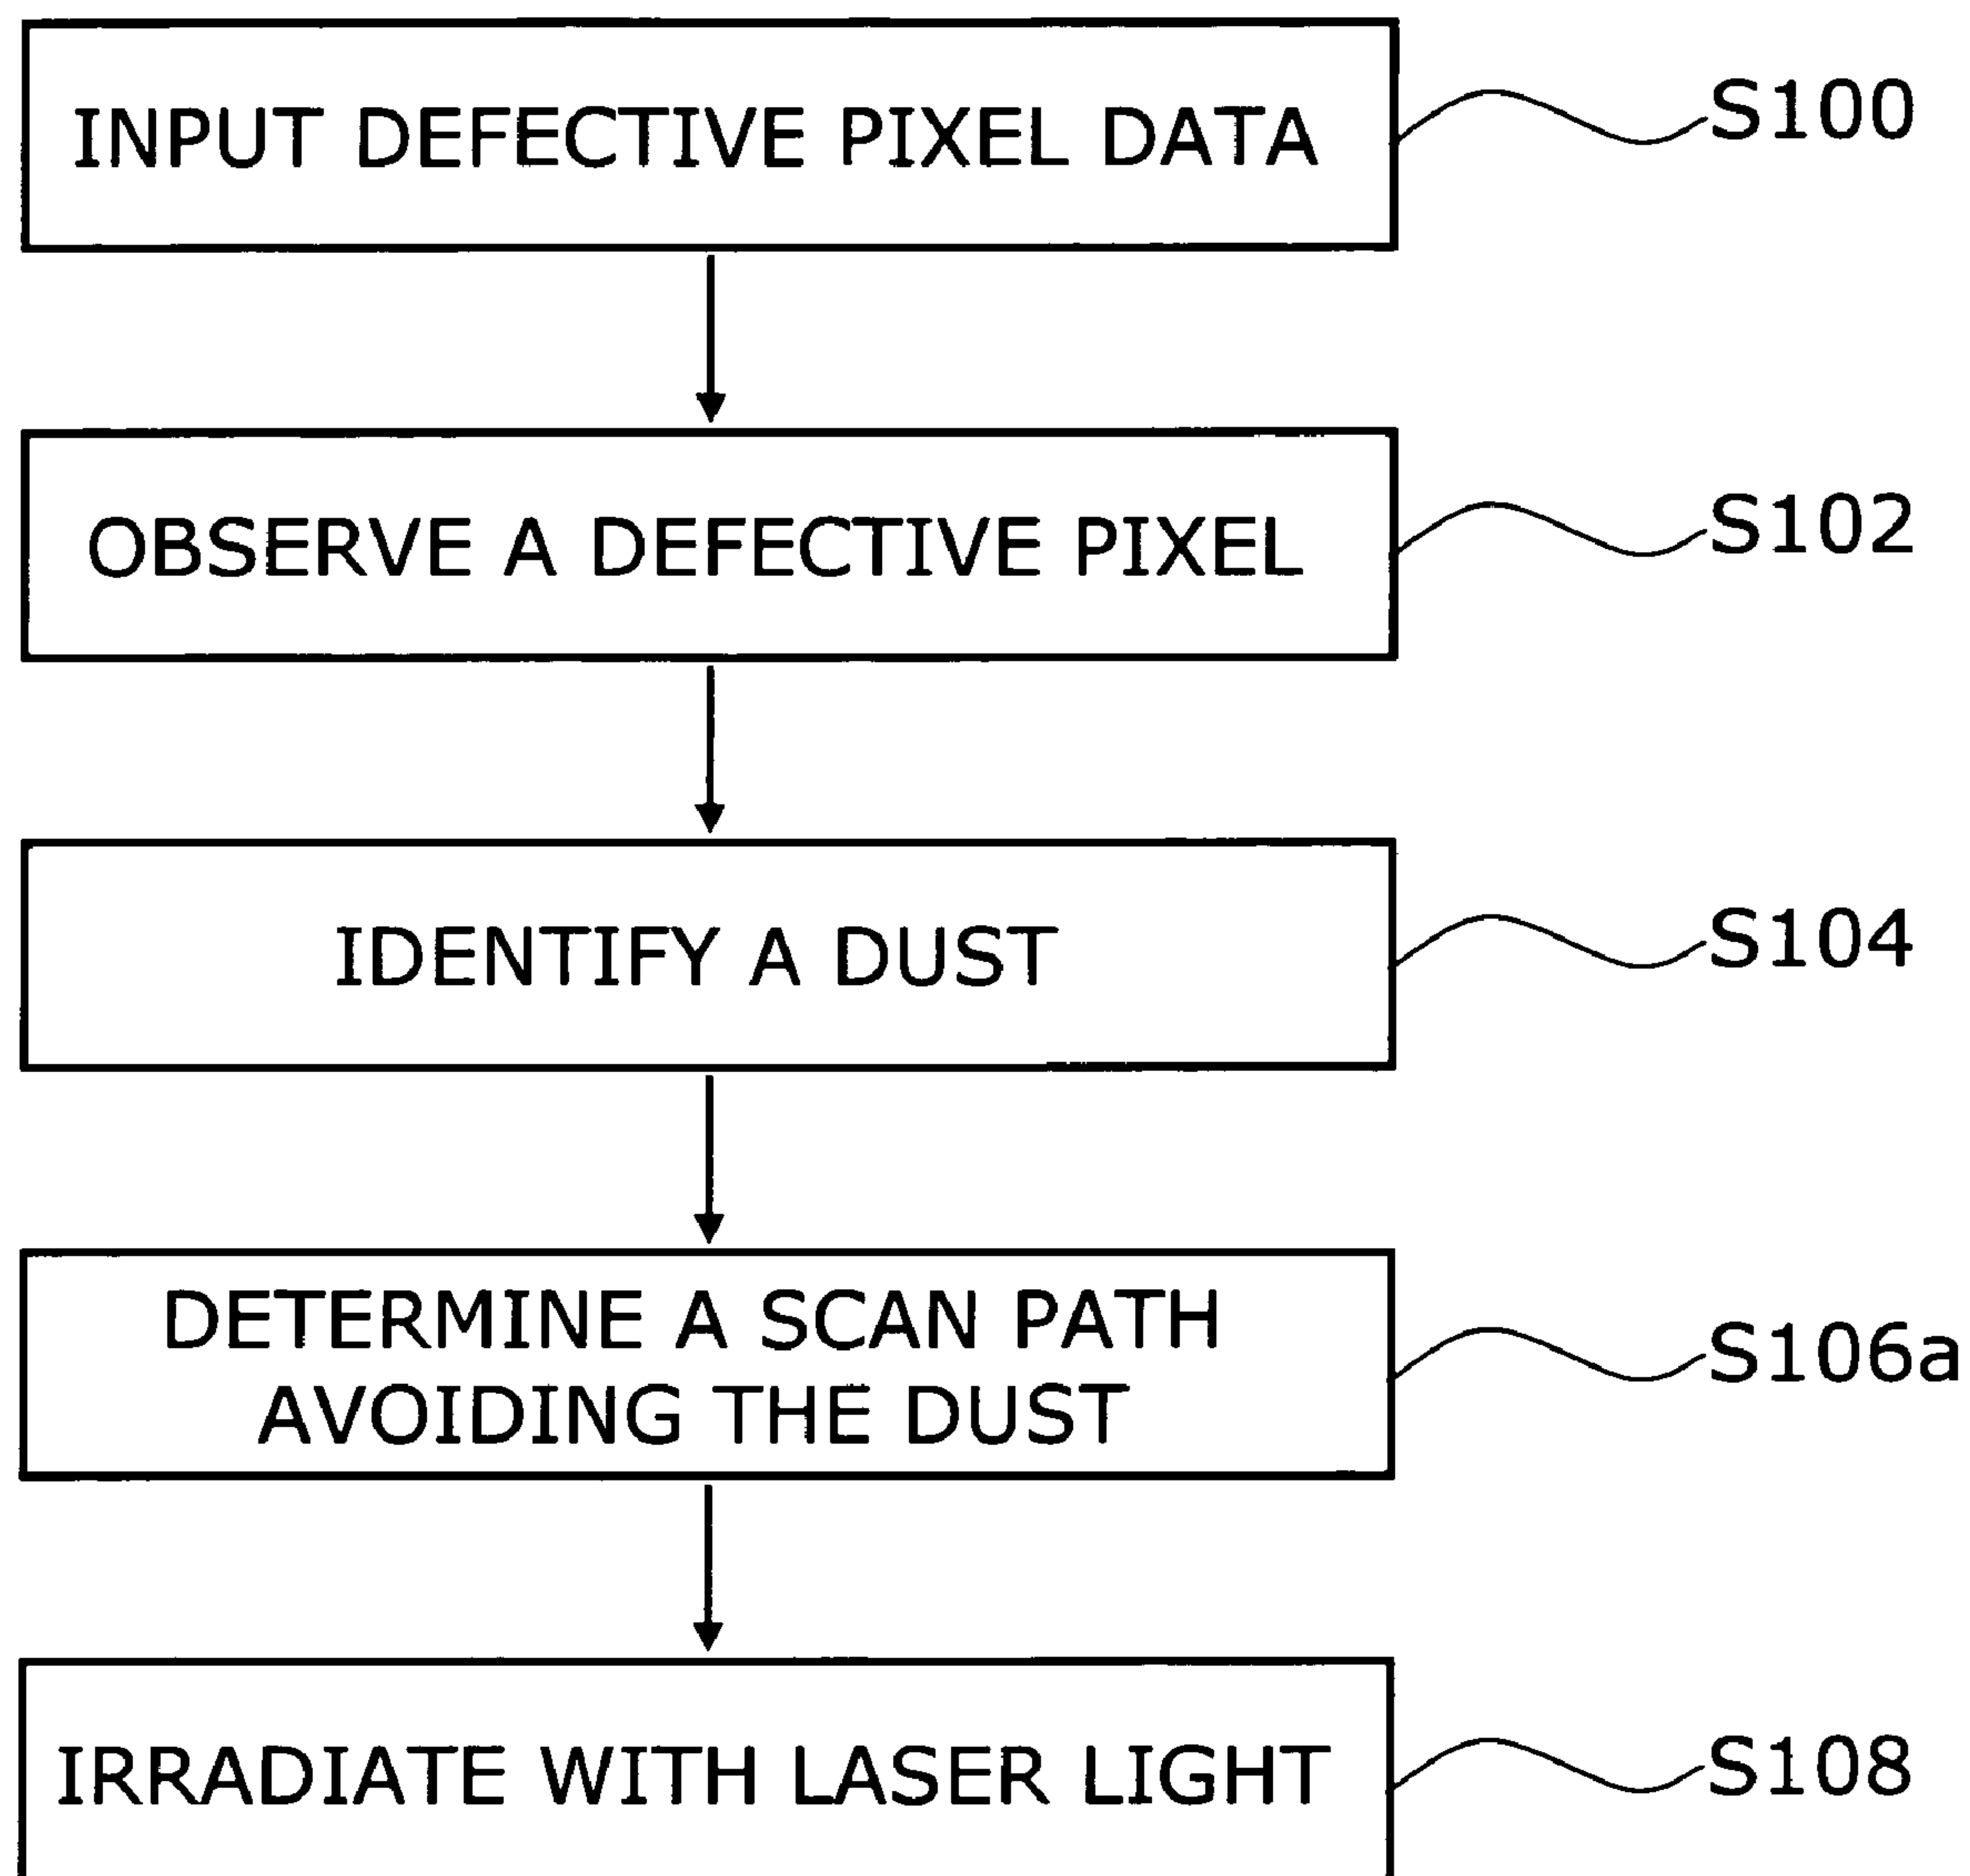 INPUT DEFECTIVE PIXEL DATA
S100
OBSERVE A DEFECTIVE PIXEL
S102
IDENTIFY A DUST
S104
DETERMINE A SCAN PATH
AVOIDING THE DUST
S106a
IRRADIATE WITH LASER LIGHT
S108